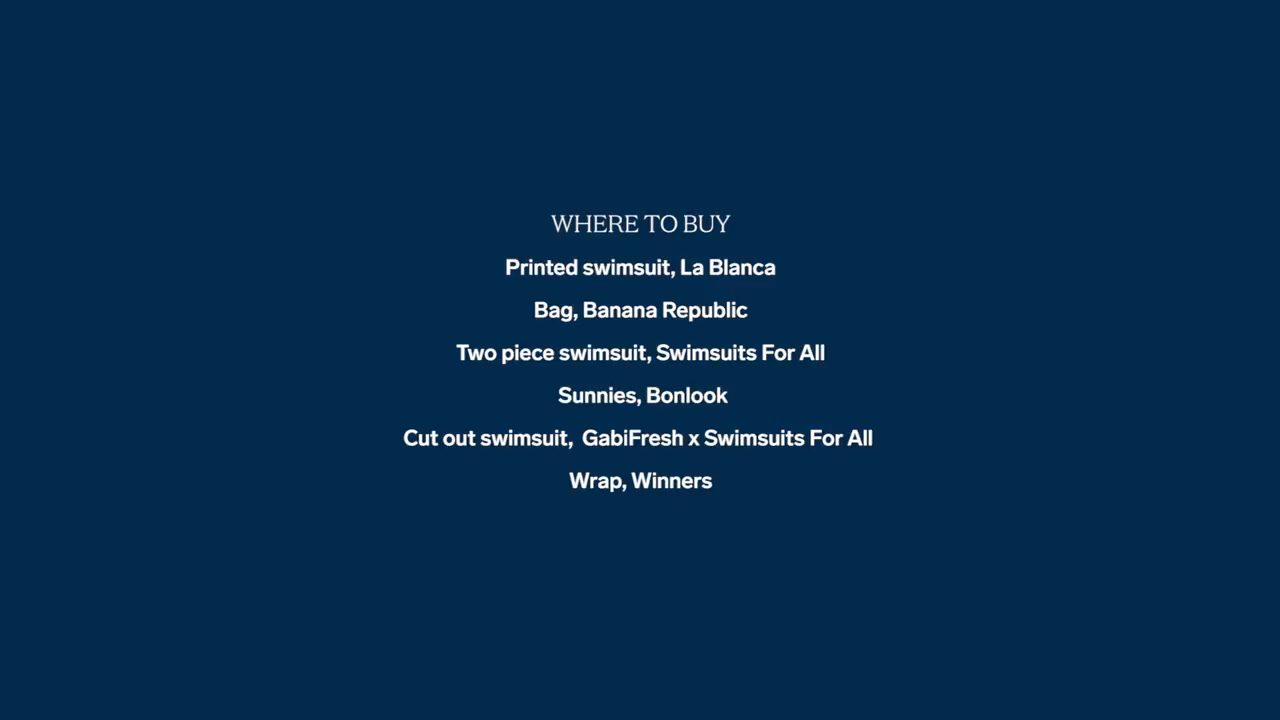 WHERE TO BUY
Printed swimsuit, La Blanca
Bag, Banana Republic
Two piece swimsuit, Swimsuits For All
Sunnies, Bonlook
Cut out swimsuit,  GabiFresh x Swimsuits For All
Wrap, Winners